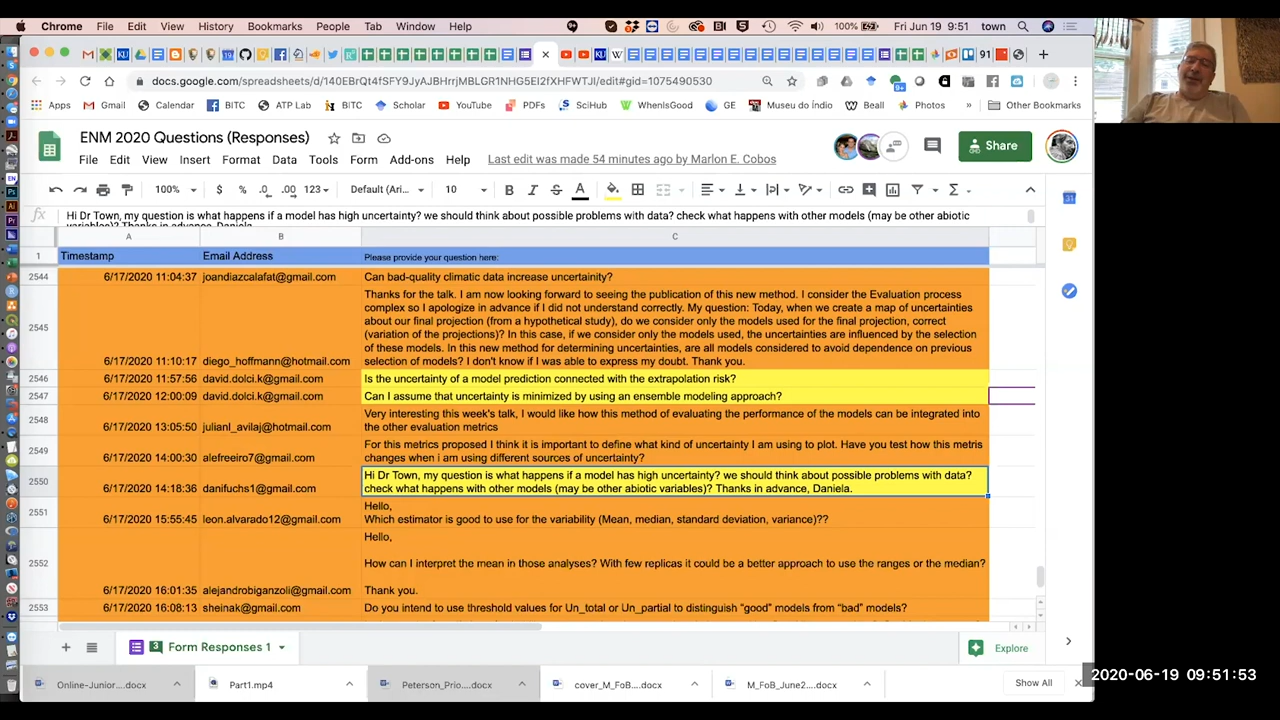 Chrome File Edit View History Bookmarks People Tab Window Help 100% Fri Jun 19 9:51 town
docs.google.com/spreadsheets/d/140EBrQt4fSFY9JyAJBHrrjMBLGR1NHG5EI2fXHFWTJI/edit#gid=1075490530
Apps Gmail Calendar BITC ATP Lab BITC Scholar YouTube PDFs SciHub WhenIsGood GE Museu do Índio Beall Photos » Other Bookmarks
ENM 2020 Questions (Responses)
File Edit View Insert Format Data Tools Form Add-ons Help Last edit was made 54 minutes ago by Marlon E. Cobos
Share
100% $ % .0 .00 123 Default (Ari... 10 B I S A
Hi Dr Town, my question is what happens if a model has high uncertainty? we should think about possible problems with data? check what happens with other models (may be other abiotic
variables)? Thanks in advance, Daniela.
A B C
1 Timestamp Email Address Please provide your question here:
2544 6/17/2020 11:04:37 joandiazcalafat@gmail.com Can bad-quality climatic data increase uncertainity?
Thanks for the talk. I am now looking forward to seeing the publication of this new method. I consider the Evaluation process
complex so I apologize in advance if I did not understand correctly. My question: Today, when we create a map of uncertainties
about our final projection (from a hypothetical study), do we consider only the models used for the final projection, correct
(variation of the projections)? In this case, if we consider only the models used, the uncertainties are influenced by the selection
of these models. In this new method for determining uncertainties, are all models considered to avoid dependence on previous
2545 6/17/2020 11:10:17 diego_hoffmann@hotmail.com selection of models? I don't know if I was able to express my doubt. Thank you.
2546 6/17/2020 11:57:56 david.dolci.k@gmail.com Is the uncertainty of a model prediction connected with the extrapolation risk?
2547 6/17/2020 12:00:09 david.dolci.k@gmail.com Can I assume that uncertainty is minimized by using an ensemble modeling approach?
Very interesting this week's talk, I would like how this method of evaluating the performance of the models can be integrated into
2548 6/17/2020 13:05:50 julianl_avilaj@hotmail.com the other evaluation metrics
For this metrics proposed I think it is important to define what kind of uncertainty I am using to plot. Have you test how this metris
2549 6/17/2020 14:00:30 alefreeiro7@gmail.com changes when i am using different sources of uncertainty?
Hi Dr Town, my question is what happens if a model has high uncertainty? we should think about possible problems with data?
2550 6/17/2020 14:18:36 danifuchs1@gmail.com check what happens with other models (may be other abiotic variables)? Thanks in advance, Daniela.
Hello,
2551 6/17/2020 15:55:45 leon.alvarado12@gmail.com Which estimator is good to use for the variability (Mean, median, standard deviation, variance)??
Hello,
2552 How can I interpret the mean in those analyses? With few replicas it could be a better approach to use the ranges or the median?
6/17/2020 16:01:35 alejandrobiganzoli@gmail.com Thank you.
2553 6/17/2020 16:08:13 sheinak@gmail.com Do you intend to use threshold values for Un_total or Un_partial to distinguish “good” models from “bad” models?
3 Form Responses 1 Explore
Online-Junior....docx Part1.mp4 Peterson_Prio....docx cover_M_FoB.docx M_FoB_June2...docx Show All
2020-06-19 09:51:53